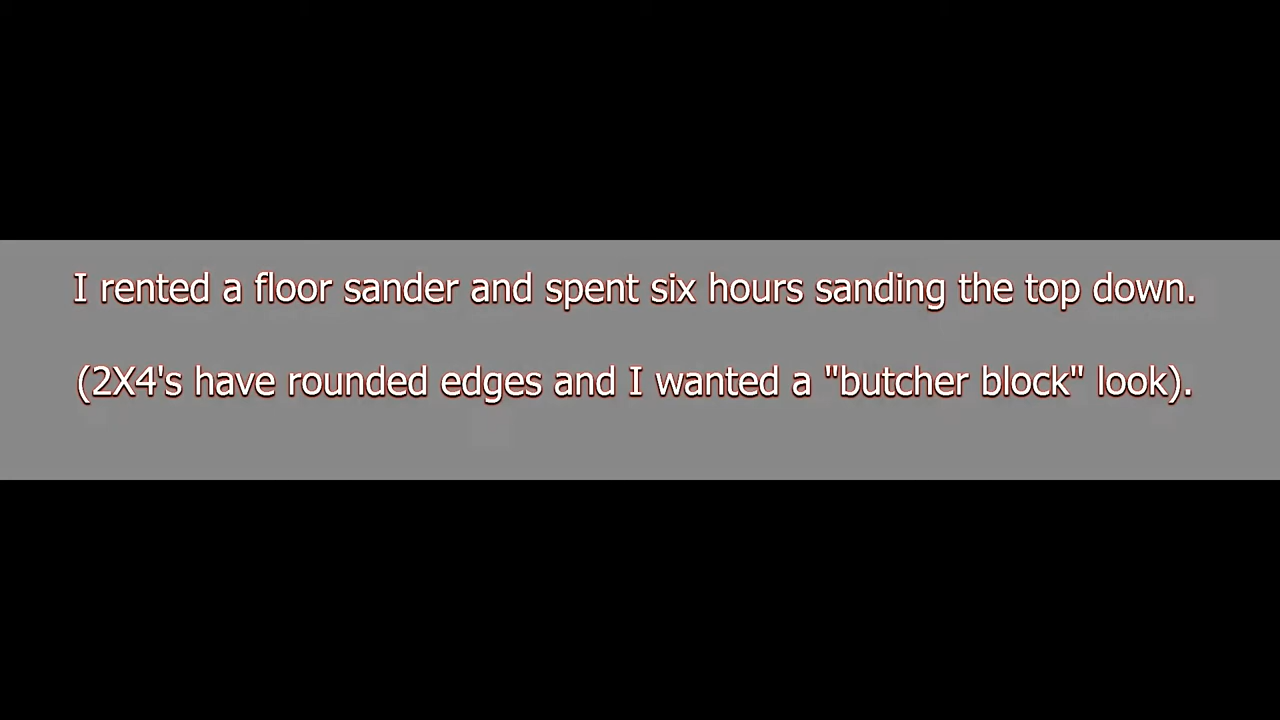 I rented a floor sander and spent six hours sanding the top down.
(2X4's have rounded edges and I wanted a "butcher block" look).